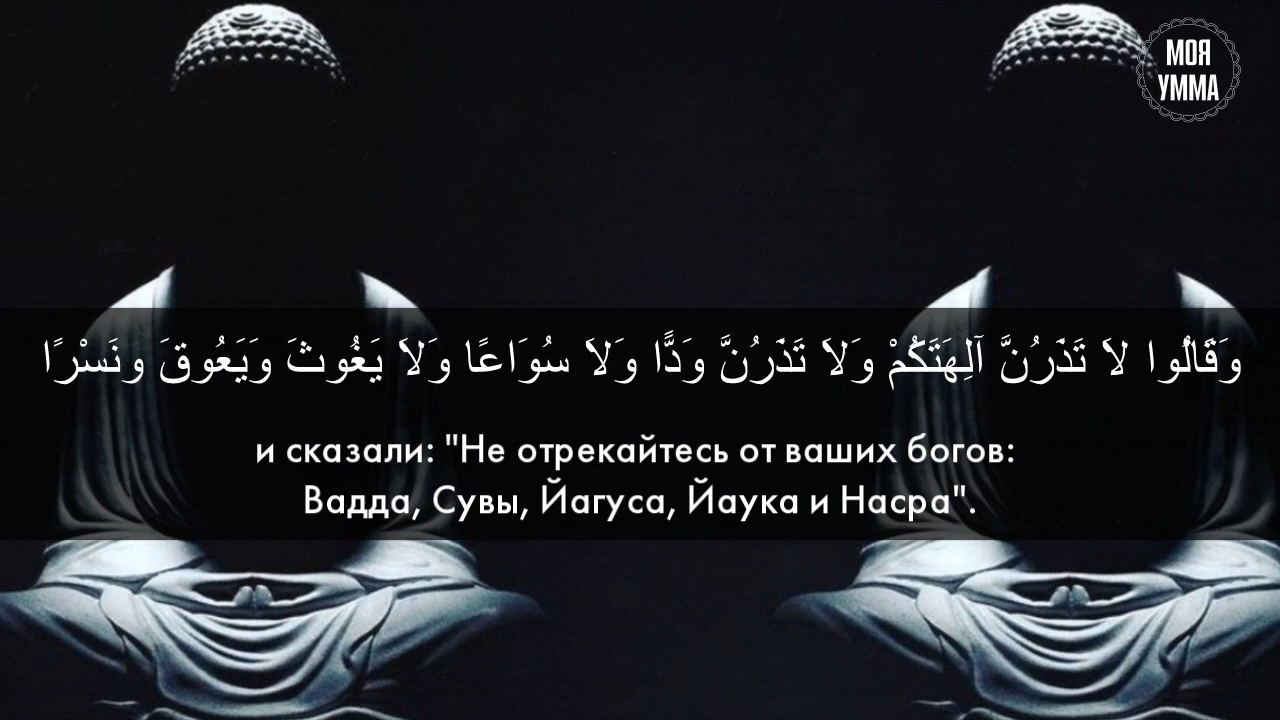 МОЯ
УММА
وَقَالُوا لاَ تَذَرُنَّ آلِهَتَكُمْ وَلاَ تَذَرُنَّ وَدًّا وَلاَ سُوَاعًا وَلاَ يَغُوثَ وَيَعُوقَ ونَسْرًا
и сказали: "Не отрекайтесь от ваших богов:
Вадда, Сувы, Йагуса, Йаука и Насра".